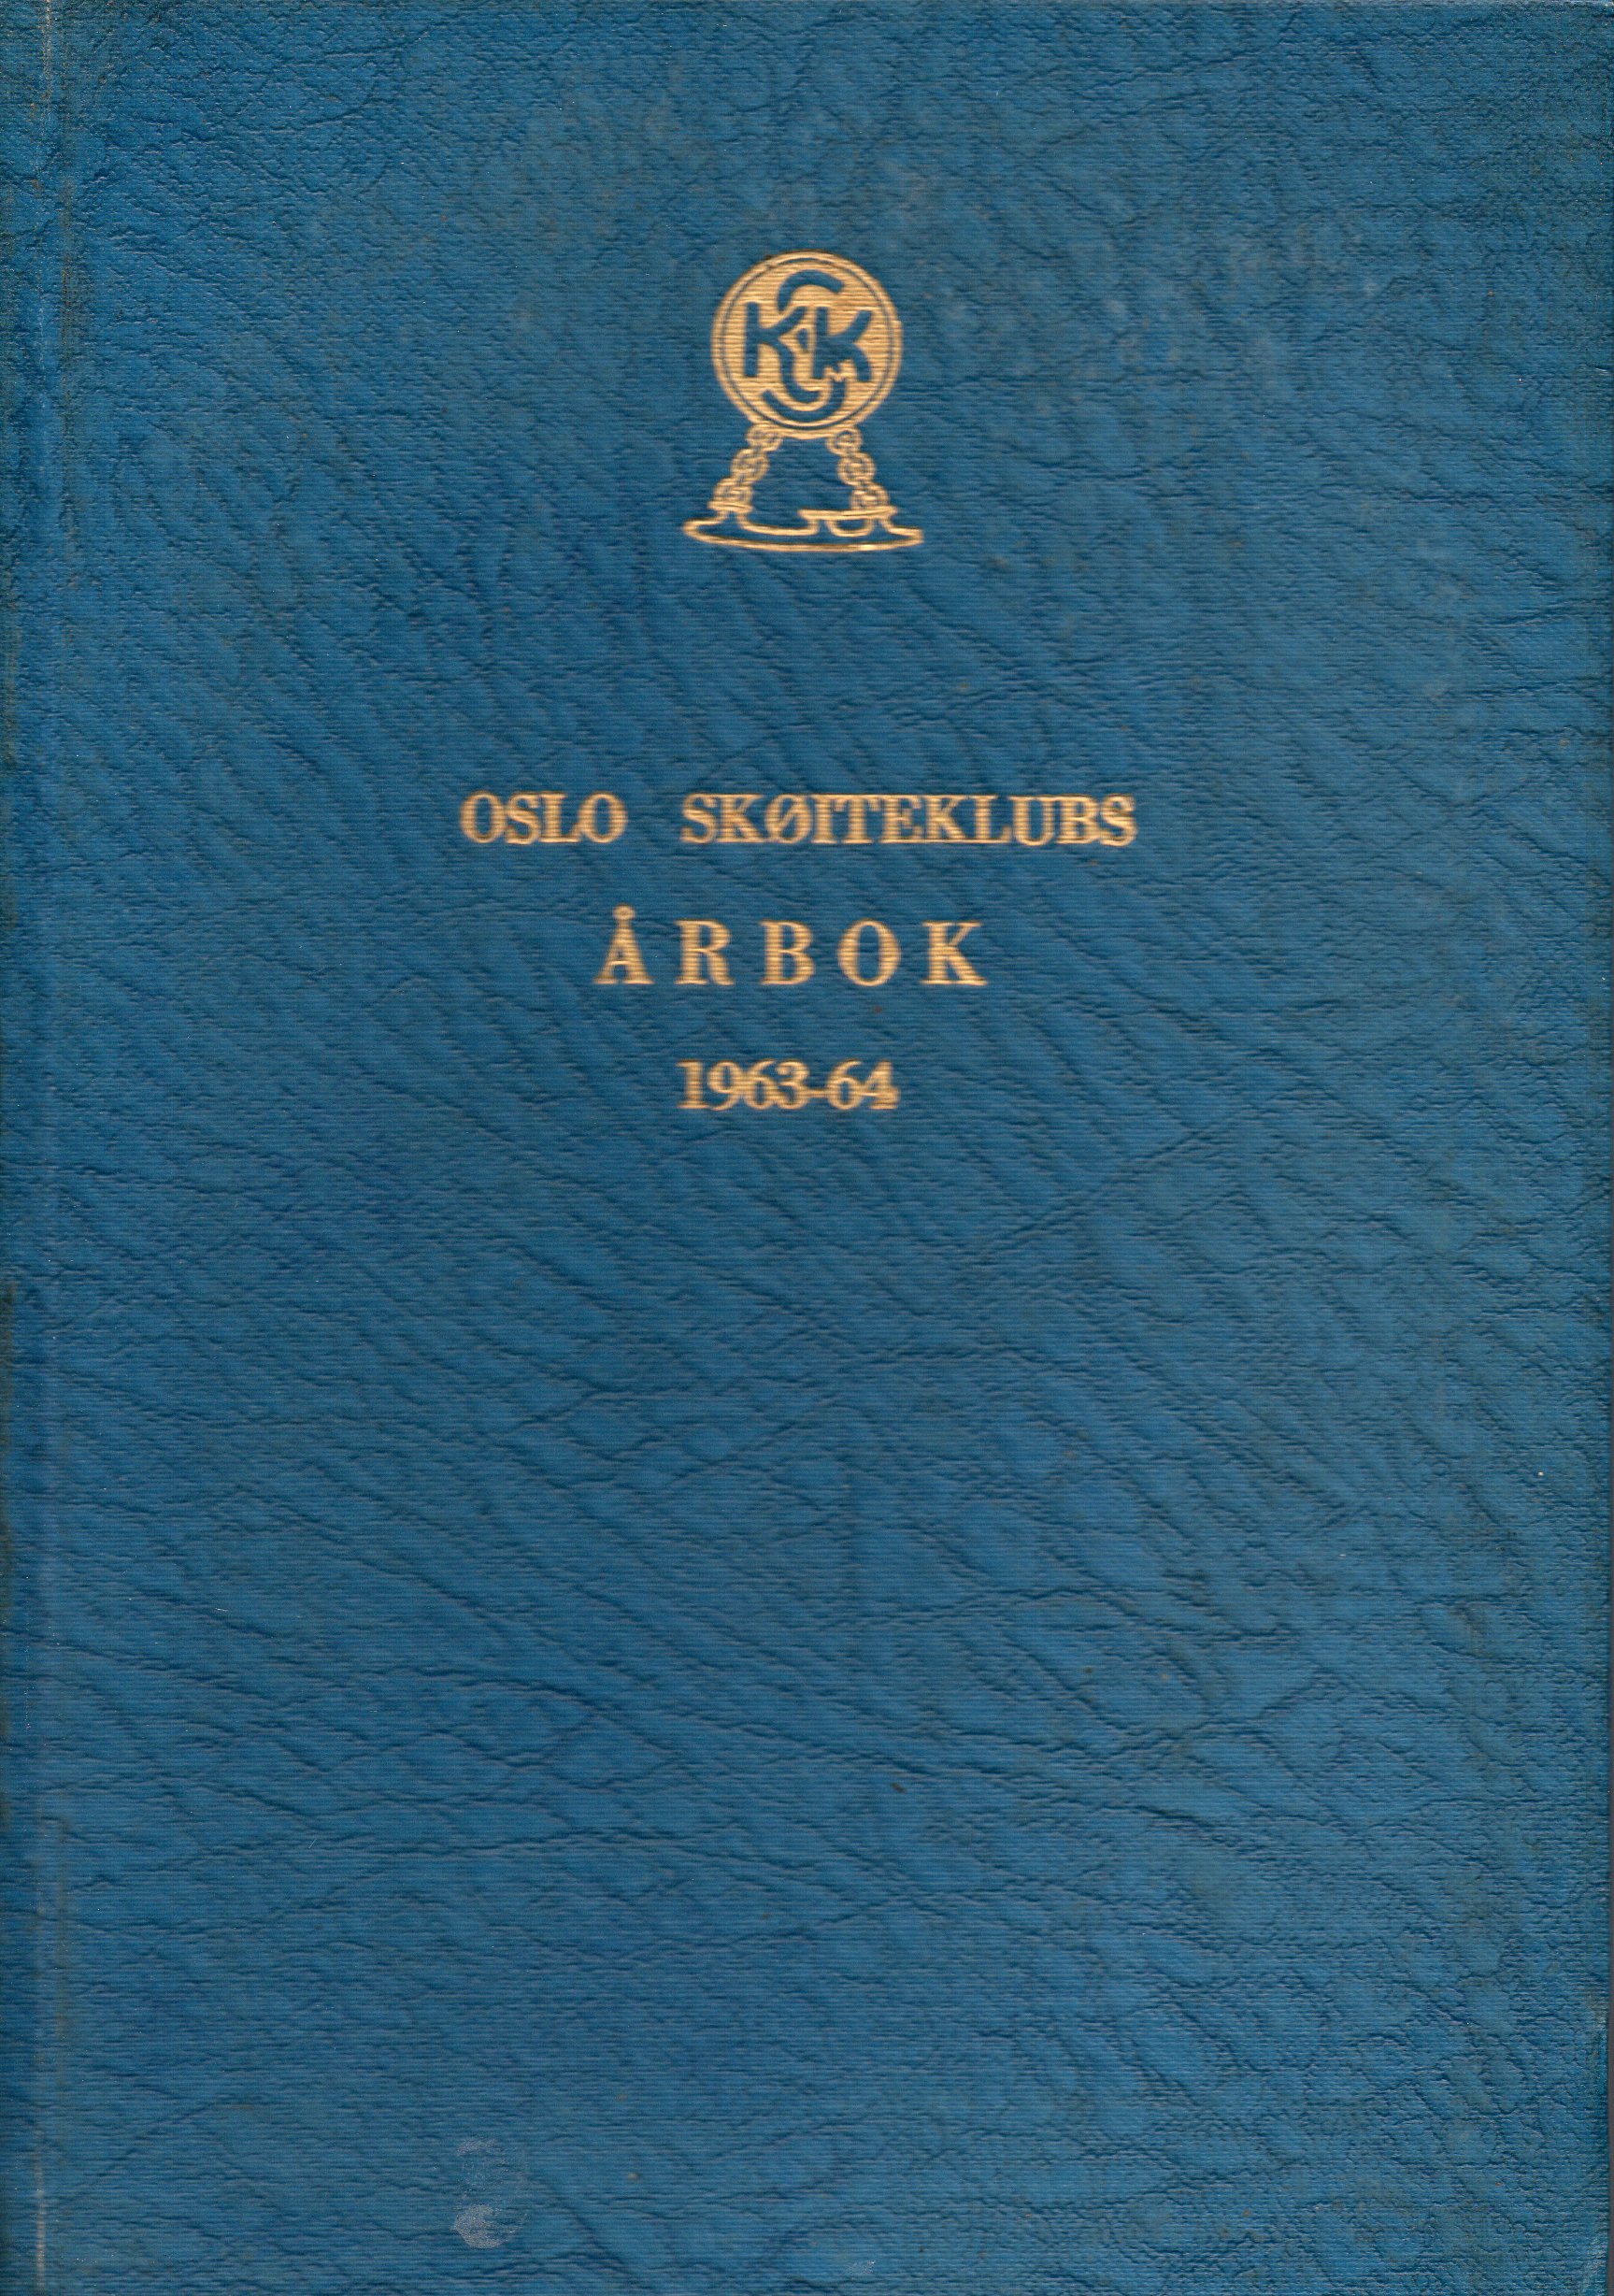 OSLO SKØITEKLUBS
ÅRBOK
1963-64